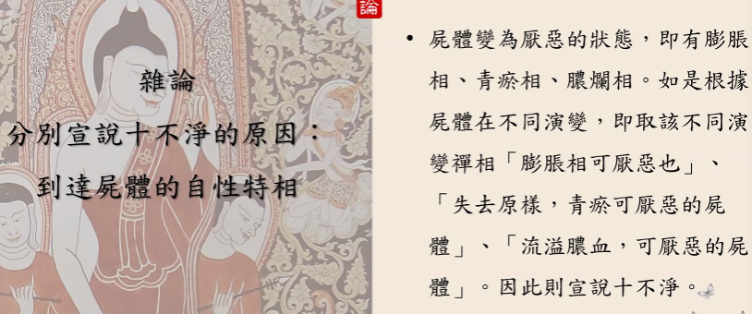 雜論
分別宣說十不淨的原因：
到達屍體的自性特相
論
• 屍體變為厭惡的狀態，即有膨脹
相、青瘀相、膿爛相。如是根據
屍體在不同演變，即取該不同演
變禪相「膨脹相可厭惡也」、
「失去原樣，青瘀可厭惡的屍
體」、「流溢膿血，可厭惡的屍
體」。因此則宣說十不淨。